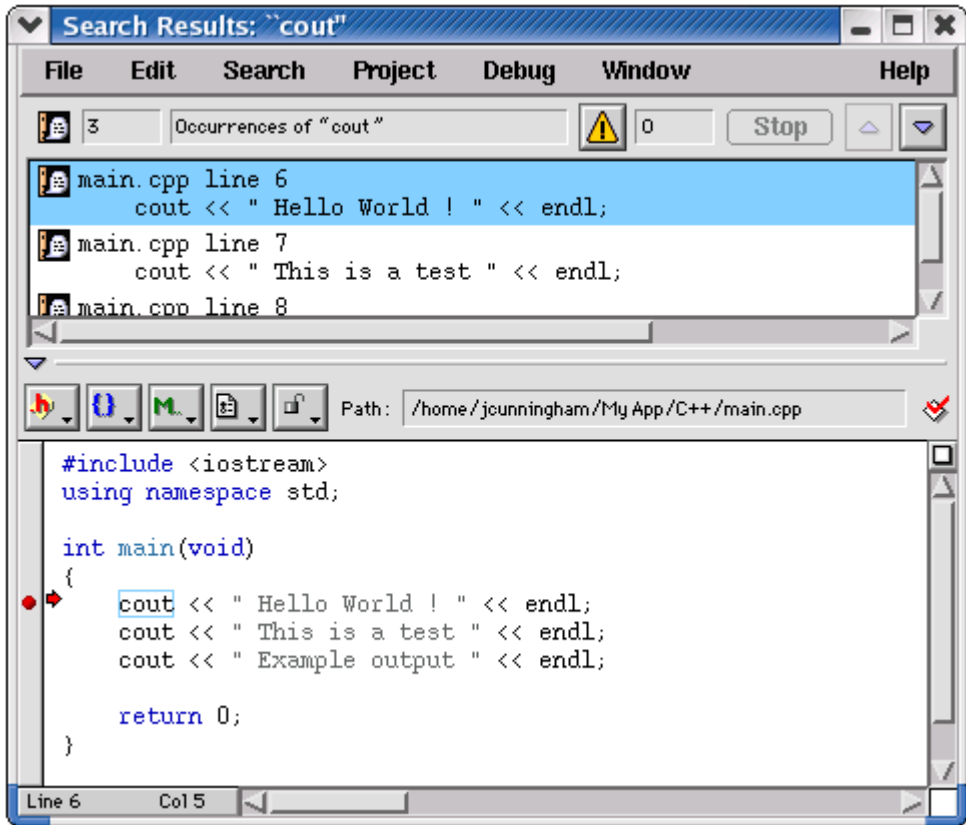 Search Results: ``cout"
File Edit Search Project Debug Window Help
3 Occurrences of "cout" 0 Stop
main.cpp line 6
cout << " Hello World ! " << endl;
main.cpp line 7
cout << " This is a test " << endl;
main.cpp line 8
.h {} M... Path: /home/jcunningham/My App/C++/main.cpp
#include <iostream>
using namespace std;
int main(void)
{
cout << " Hello World ! " << endl;
cout << " This is a test " << endl;
cout << " Example output " << endl;
return 0;
}
Line 6 Col 5